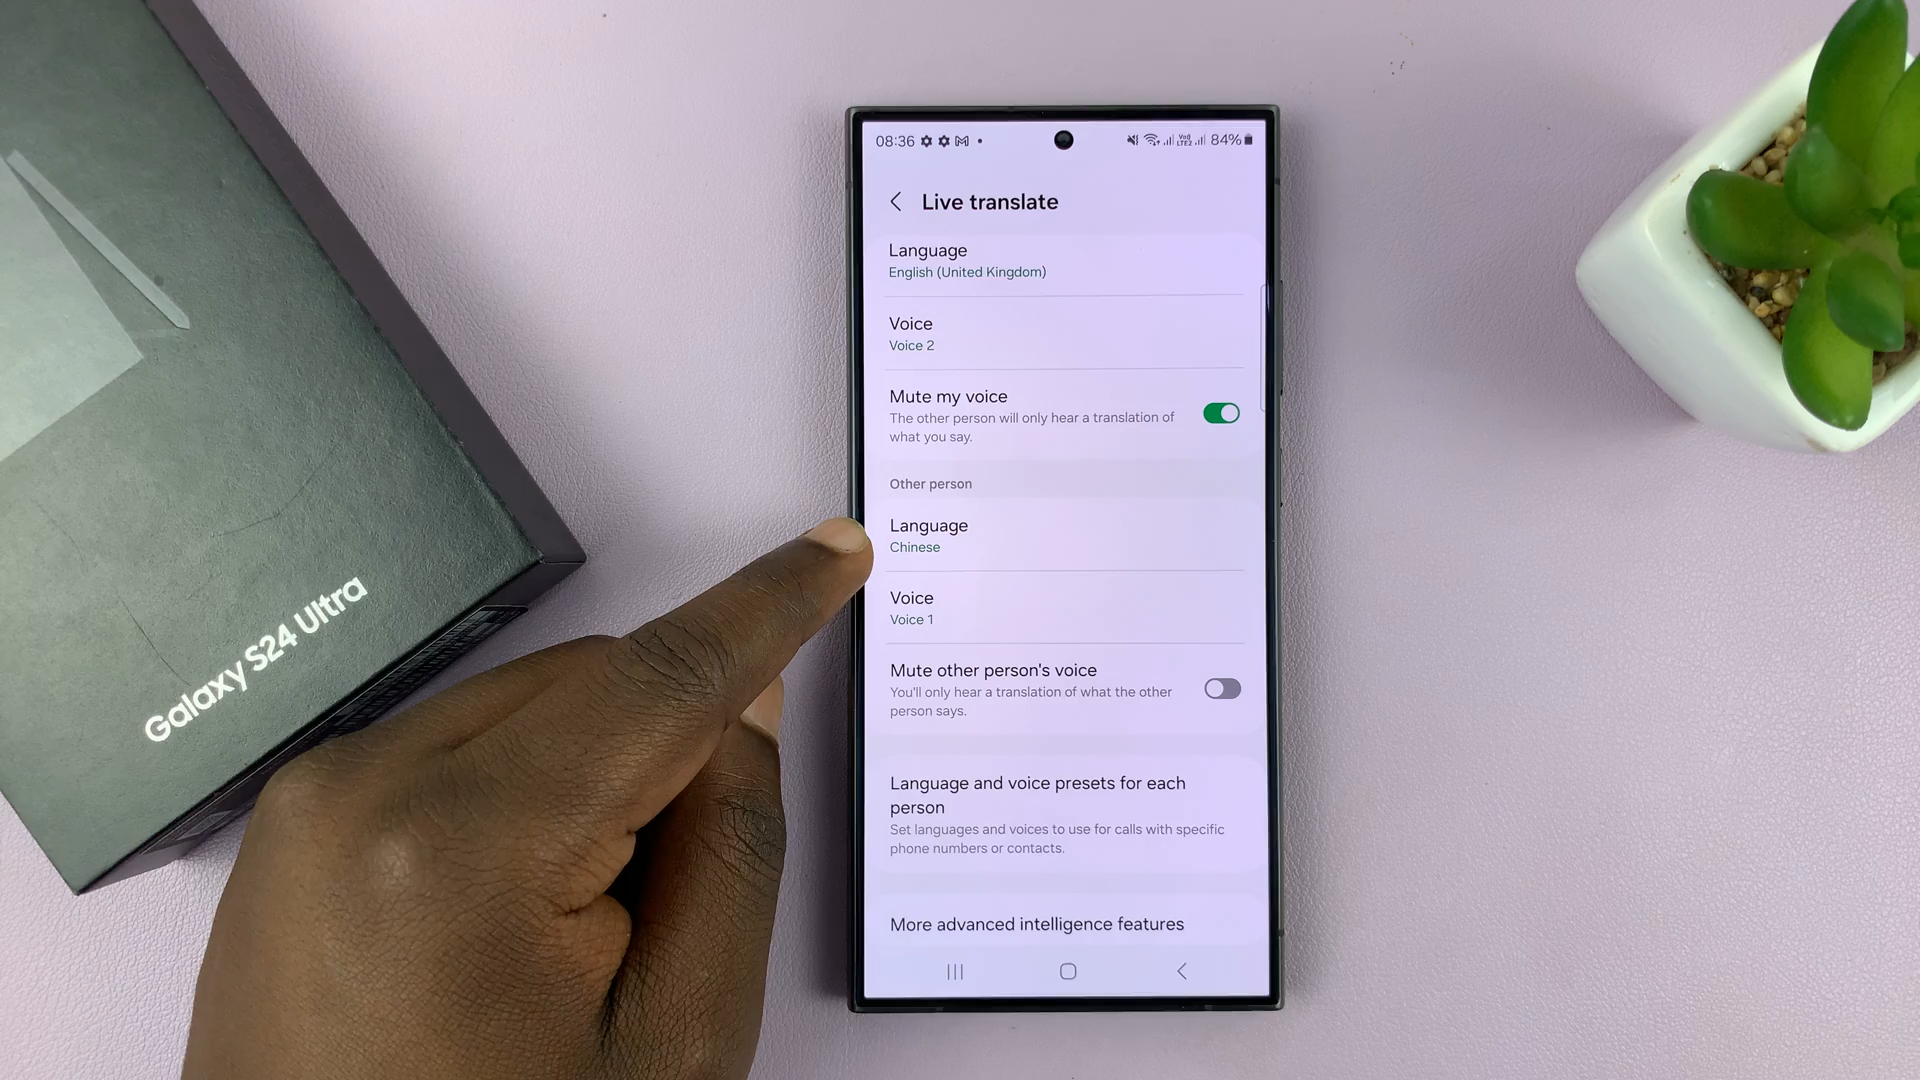 Galaxy S24 Ultra
08:36
84%
Live translate
Language
English (United Kingdom)
Voice
Voice 2
Mute my voice
The other person will only hear a translation of
what you say.
Other person
Language
Chinese
Voice
Voice 1
Mute other person's voice
You'll only hear a translation of what the other
person says.
Language and voice presets for each
person
Set languages and voices to use for calls with specific
phone numbers or contacts.
More advanced intelligence features